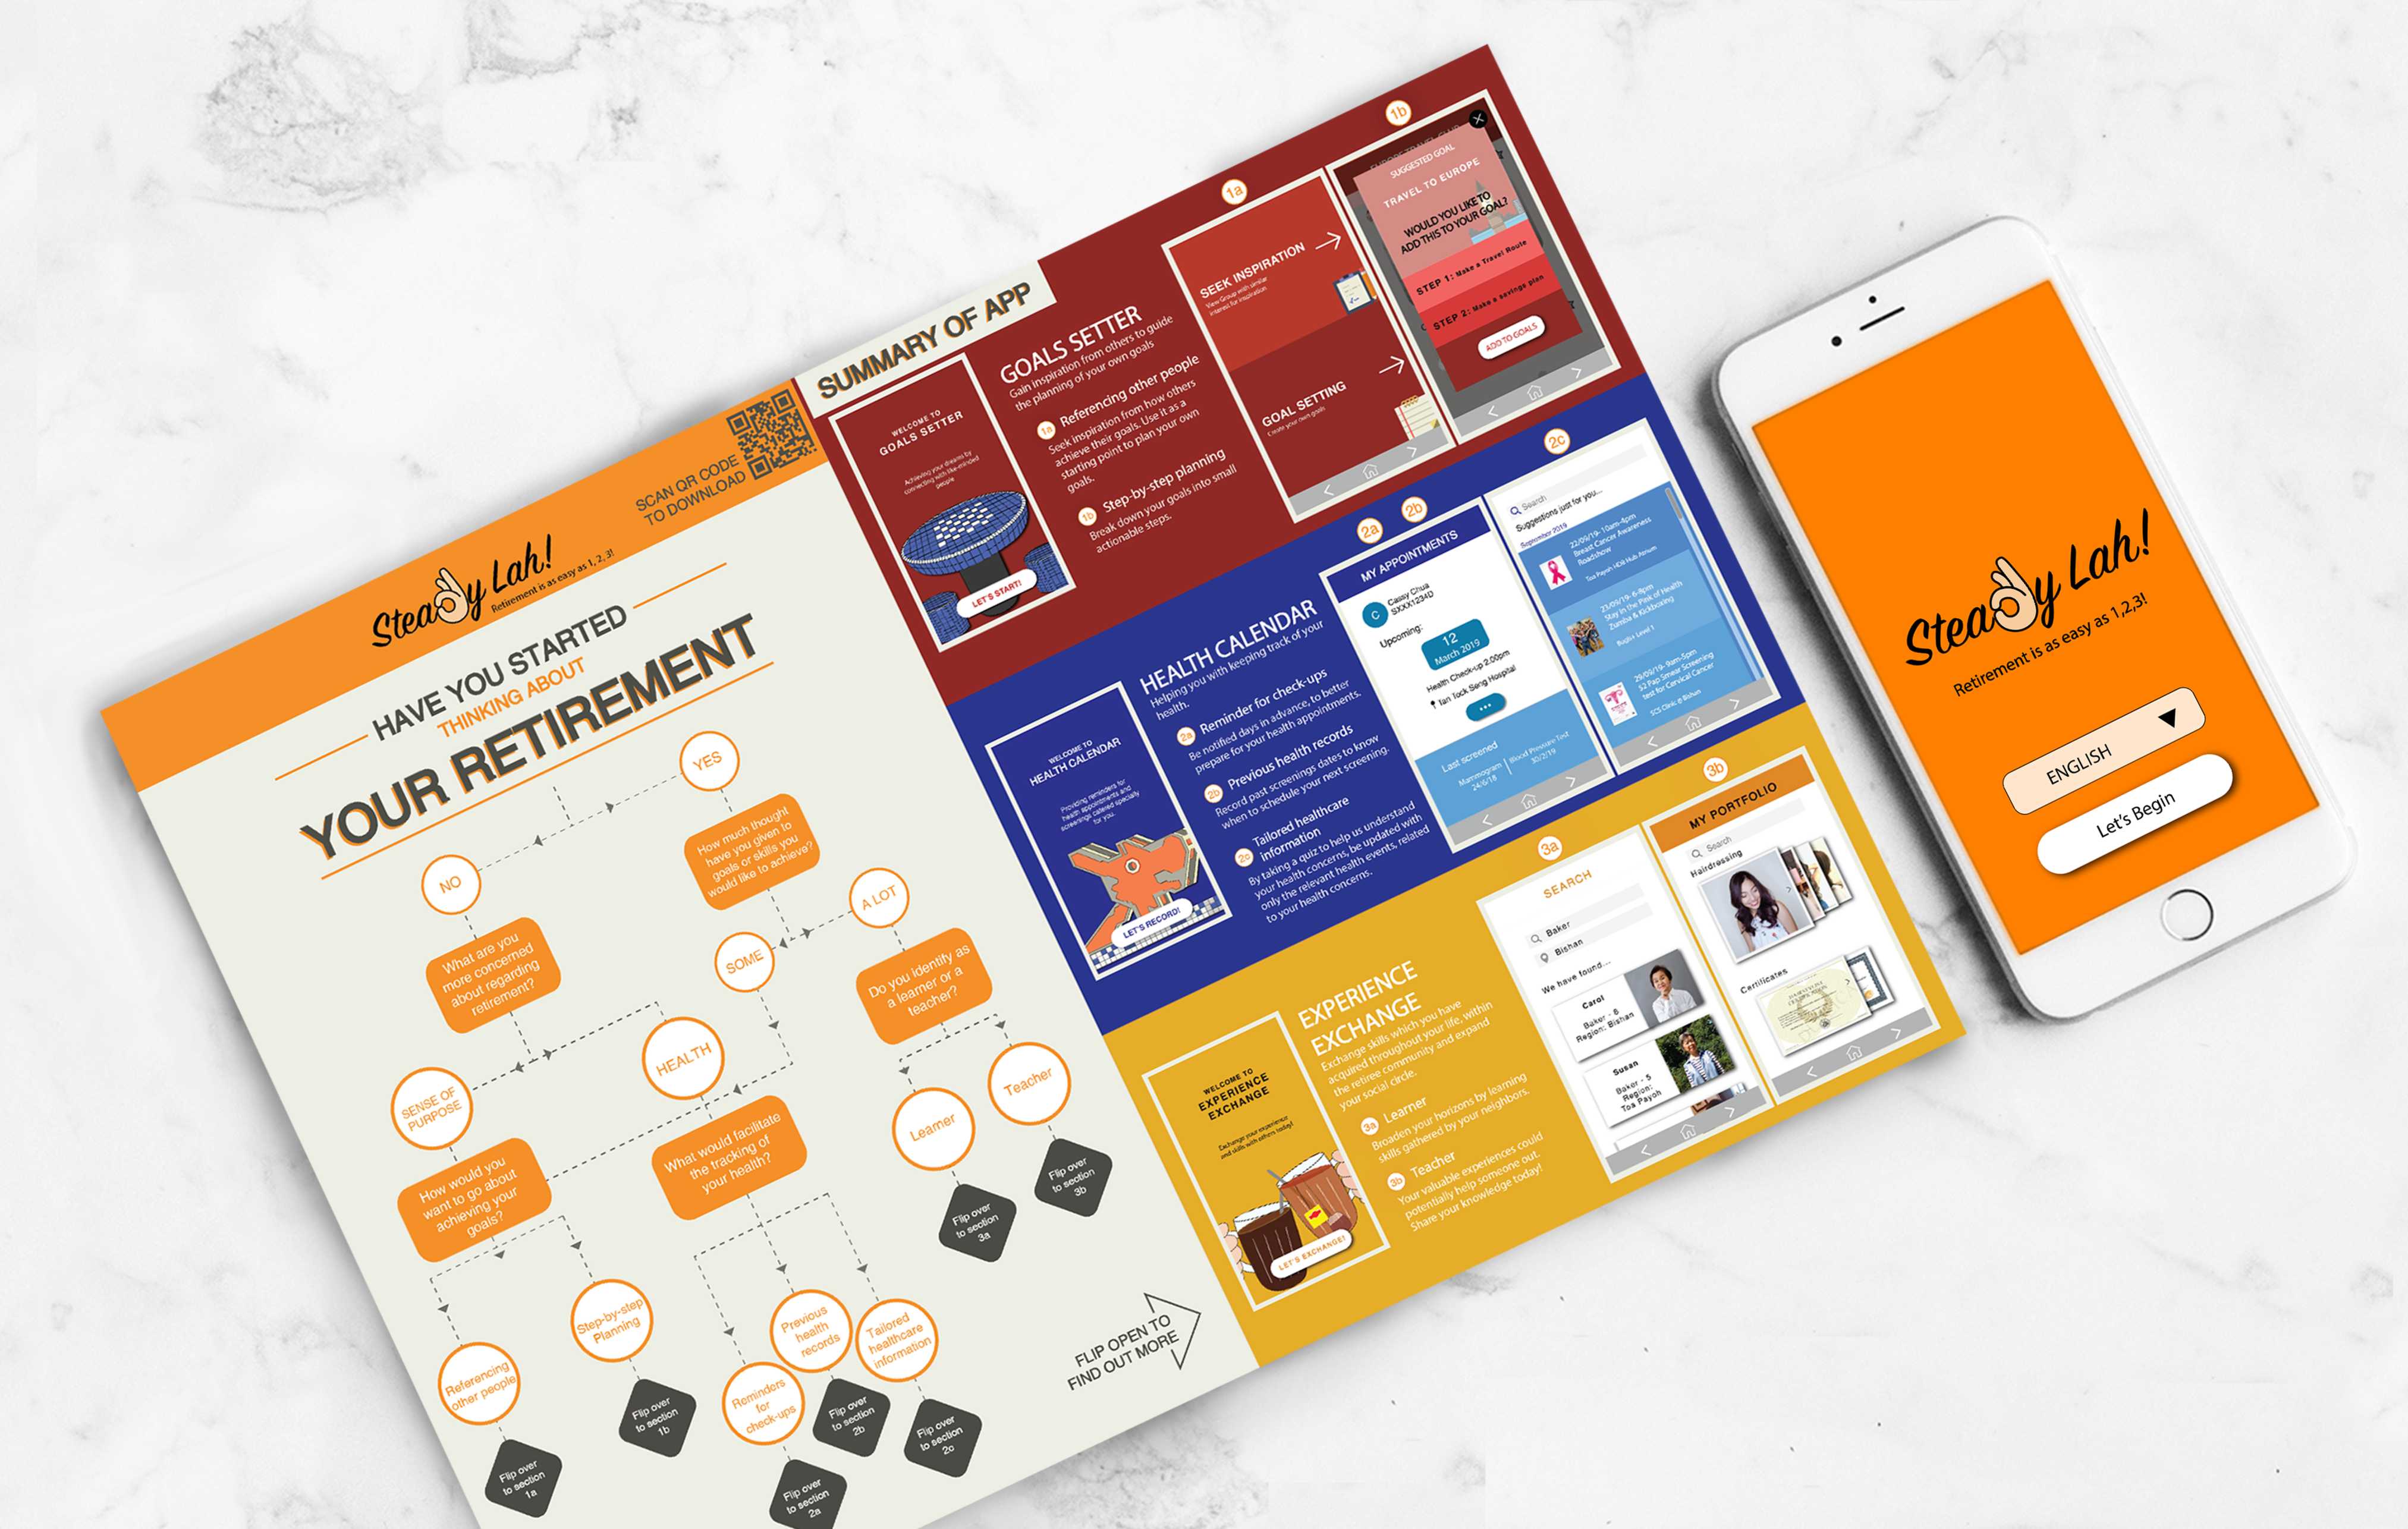 SCAN QR CODE
TO DOWNLOAD
Steady Lah!
Retirement is as easy as 1, 2, 3!
HAVE YOU STARTED
THINKING ABOUT
YOUR RETIREMENT
YES
NO
How much thought
have you given to
goals or skills you
would like to achieve?
A LOT
SOME
What are you
more concerned
about regarding
retirement?
Do you identify as
a learner or a
teacher?
HEALTH
SENSE OF
PURPOSE
Teacher
Learner
What would facilitate
the tracking of
your health?
How would you
want to go about
achieving your
goals?
Flip over
to section
3b
Flip over
to section
3a
Step-by-step
Planning
Previous
health
records
Tailored
healthcare
information
Referencing
other people
Reminders
for
check-ups
Flip over
to section
1b
Flip over
to section
2b
Flip over
to section
2c
Flip over
to section
1a
Flip over
to section
2a
FLIP OPEN TO
FIND OUT MORE
SUMMARY OF APP
WELCOME TO
GOALS SETTER
Achieving your dreams by
connecting with like-minded
people
LET'S START!
GOALS SETTER
Gain inspiration from others to guide
the planning of your own goals
1a Referencing other people
Seek inspiration from how others
achieve their goals. Use it as a
starting point to plan your own
goals.
1b Step-by-step planning
Break down your goals into small
actionable steps.
1a
SEEK INSPIRATION
View Group with similar
interest for inspiration
GOAL SETTING
Create your own goals
1b
SUGGESTED GOAL
TRAVEL TO EUROPE
WOULD YOU LIKE TO
ADD THIS TO YOUR GOAL?
STEP 1: Make a Travel Route
STEP 2: Make a savings plan
ADD TO GOALS
WELCOME TO
HEALTH CALENDAR
Providing reminders for
health appointments and
screenings catered specially
for you.
LET'S RECORD!
HEALTH CALENDAR
Helping you with keeping track of your
health.
2a Reminder for check-ups
Be notified days in advance, to better
prepare for your health appointments.
2b Previous health records
Record past screenings dates to know
when to schedule your next screening.
2c Tailored healthcare
information
By taking a quiz to help us understand
your health concerns, be updated with
only the relevant health events, related
to your health concerns.
2a 2b
MY APPOINTMENTS
C
Cassy Chua
SXXX1234D
Upcoming:
12
March 2019
Health Check-up 2.00pm
Tan Tock Seng Hospital
Last screened
Mammogram
24/6/18
Blood Pressure Test
30/2/19
2c
Search
Suggestions just for you...
September 2019
22/09/19- 10am-4pm
Breast Cancer Awareness
Roadshow
Toa Payoh HDB Hub Atrium
23/09/19- 6-8pm
Stay in the Pink of Health
Zumba & Kickboxing
Bugis+ Level 1
29/09/19- 9am-5pm
$2 Pap Smear Screening
test for Cervical Cancer
SCS Clinic @ Bishan
WELCOME TO
EXPERIENCE
EXCHANGE
Exchange your experience
and skills with others today!
LET'S EXCHANGE!
EXPERIENCE
EXCHANGE
Exchange skills which you have
acquired throughout your life, within
the retiree community and expand
your social circle.
3a Learner
Broaden your horizons by learning
skills gathered by your neighbors.
3b Teacher
Your valuable experiences could
potentially help someone out.
Share your knowledge today!
3a
SEARCH
Baker
Bishan
We have found...
Carol
Baker - 6
Region: Bishan
Susan
Baker - 5
Region:
Toa Payoh
3b
MY PORTFOLIO
Search
Hairdressing
Certificates
Steady Lah!
Retirement is as easy as 1,2,3!
ENGLISH
Let's Begin